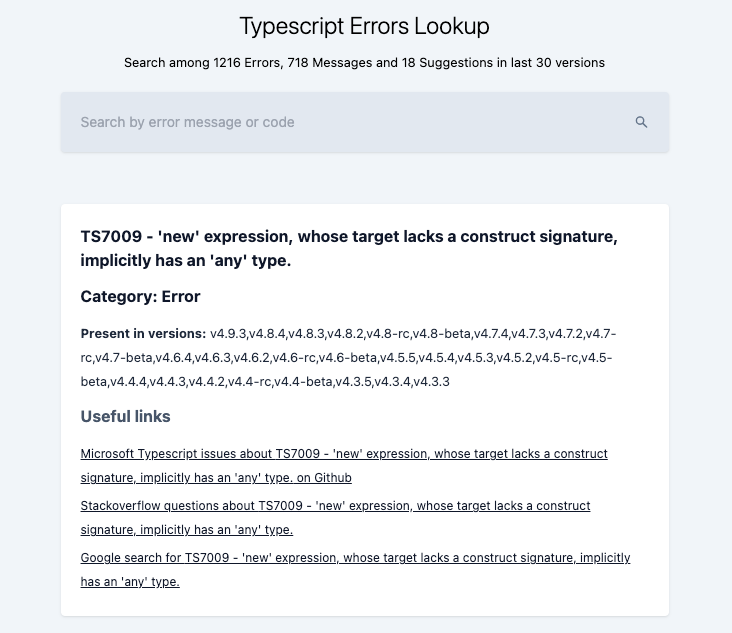 Typescript Errors Lookup
Search among 1216 Errors, 718 Messages and 18 Suggestions in last 30 versions
Search by error message or code
TS7009 - 'new' expression, whose target lacks a construct signature,
implicitly has an 'any' type.
Category: Error
Present in versions: v4.9.3,v4.8.4,v4.8.3,v4.8.2,v4.8-rc,v4.8-beta,v4.7.4,v4.7.3,v4.7.2,v4.7-
rc,v4.7-beta,v4.6.4,v4.6.3,v4.6.2,v4.6-rc,v4.6-beta,v4.5.5,v4.5.4,v4.5.3,v4.5.2,v4.5-rc,v4.5-
beta,v4.4.4,v4.4.3,v4.4.2,v4.4-rc,v4.4-beta,v4.3.5,v4.3.4,v4.3.3
Useful links
Microsoft Typescript issues about TS7009 - 'new' expression, whose target lacks a construct
signature, implicitly has an 'any' type. on Github
Stackoverflow questions about TS7009 - 'new' expression, whose target lacks a construct
signature, implicitly has an 'any' type.
Google search for TS7009 - 'new' expression, whose target lacks a construct signature, implicitly
has an 'any' type.